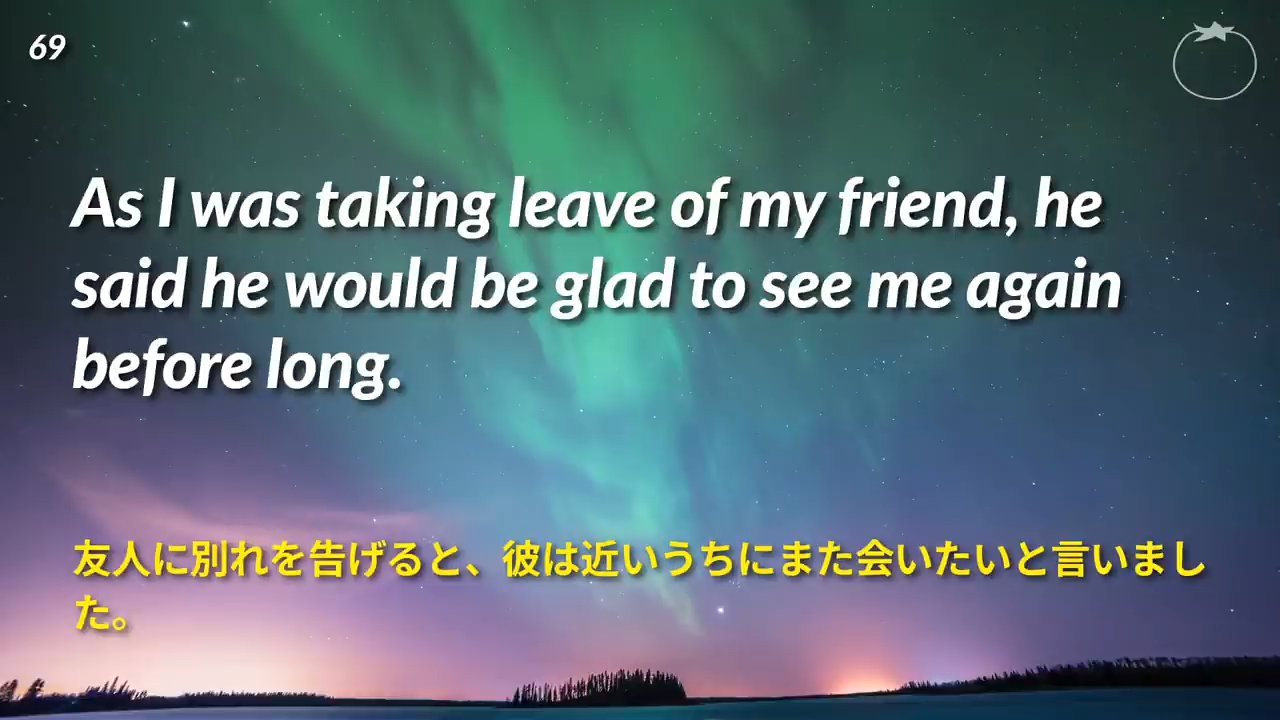 69
As I was taking leave of my friend, he
said he would be glad to see me again
before long.
友人に別れを告げると、彼は近いうちにまた会いたいと言いまし
た。